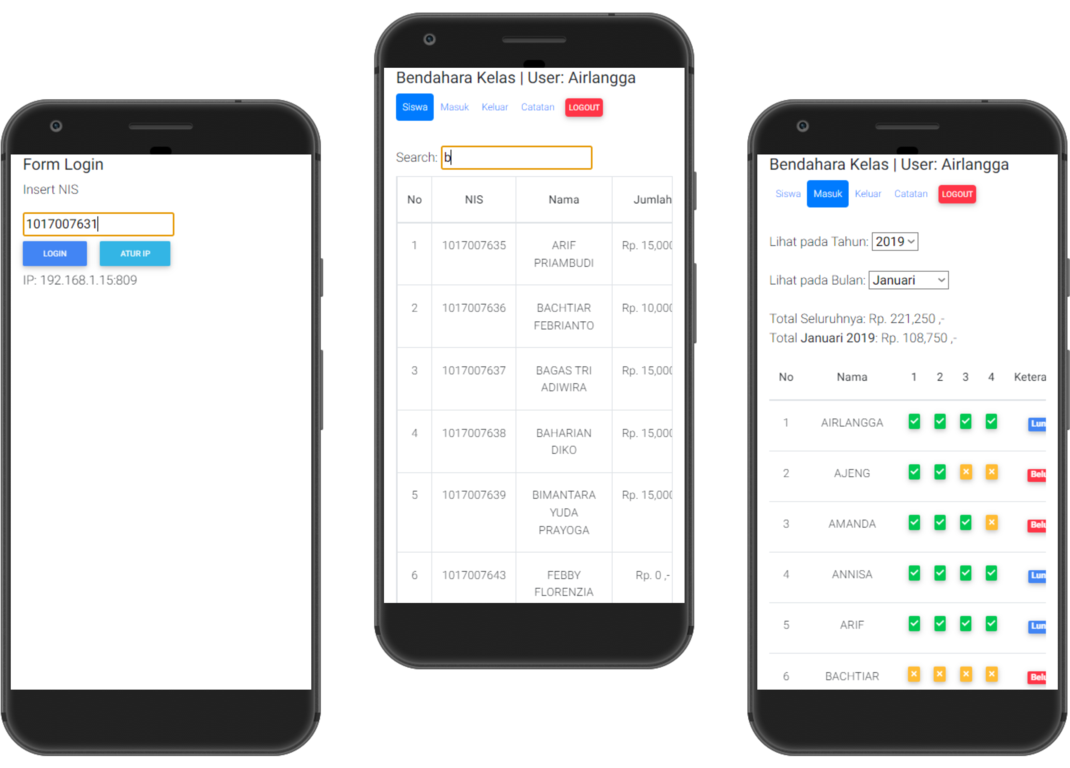 Form Login
Insert NIS
1017007631
LOGIN ATUR IP
IP: 192.168.1.15:809
Bendahara Kelas | User: Airlangga
Siswa Masuk Keluar Catatan LOGOUT
Search: b
No NIS Nama Jumlah
1 1017007635 ARIF Rp. 15,000
PRIAMBUDI
2 1017007636 BACHTIAR Rp. 10,000
FEBRIANTO
3 1017007637 BAGAS TRI Rp. 15,000
ADIWIRA
4 1017007638 BAHARIAN Rp. 15,000
DIKO
5 1017007639 BIMANTARA Rp. 15,000
YUDA
PRAYOGA
6 1017007643 FEBBY Rp. 0 ,-
FLORENZIA
Bendahara Kelas | User: Airlangga
Siswa Masuk Keluar Catatan LOGOUT
Lihat pada Tahun: 2019
Lihat pada Bulan: Januari
Total Seluruhnya: Rp. 221,250 ,-
Total Januari 2019: Rp. 108,750 ,-
No Nama 1 2 3 4 Ketera
1 AIRLANGGA Lun
2 AJENG Belu
3 AMANDA Belu
4 ANNISA Lun
5 ARIF Lun
6 BACHTIAR Belu